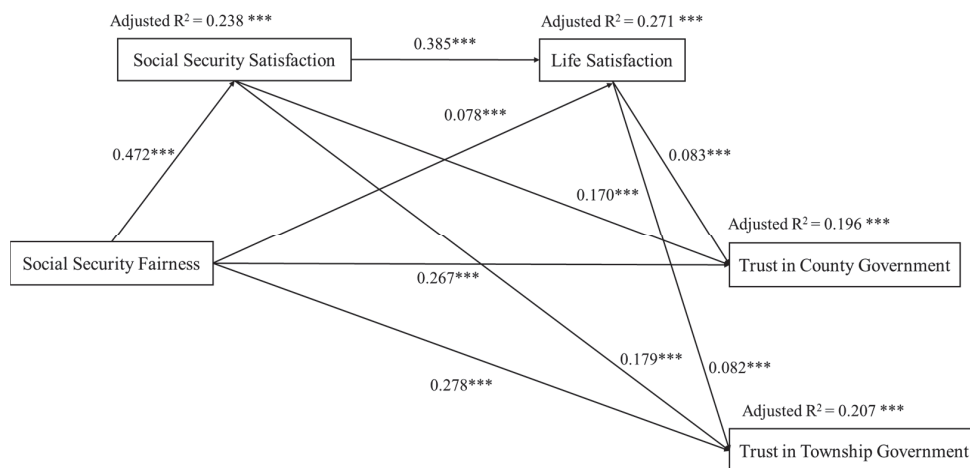 Adjusted R² = 0.238 ***
Adjusted R² = 0.271 ***
Social Security Satisfaction
0.385***
Life Satisfaction
0.078***
0.472***
0.083***
0.170***
Adjusted R² = 0.196 ***
Social Security Fairness
0.267***
Trust in County Government
0.179***
0.082***
0.278***
Adjusted R² = 0.207 ***
Trust in Township Government